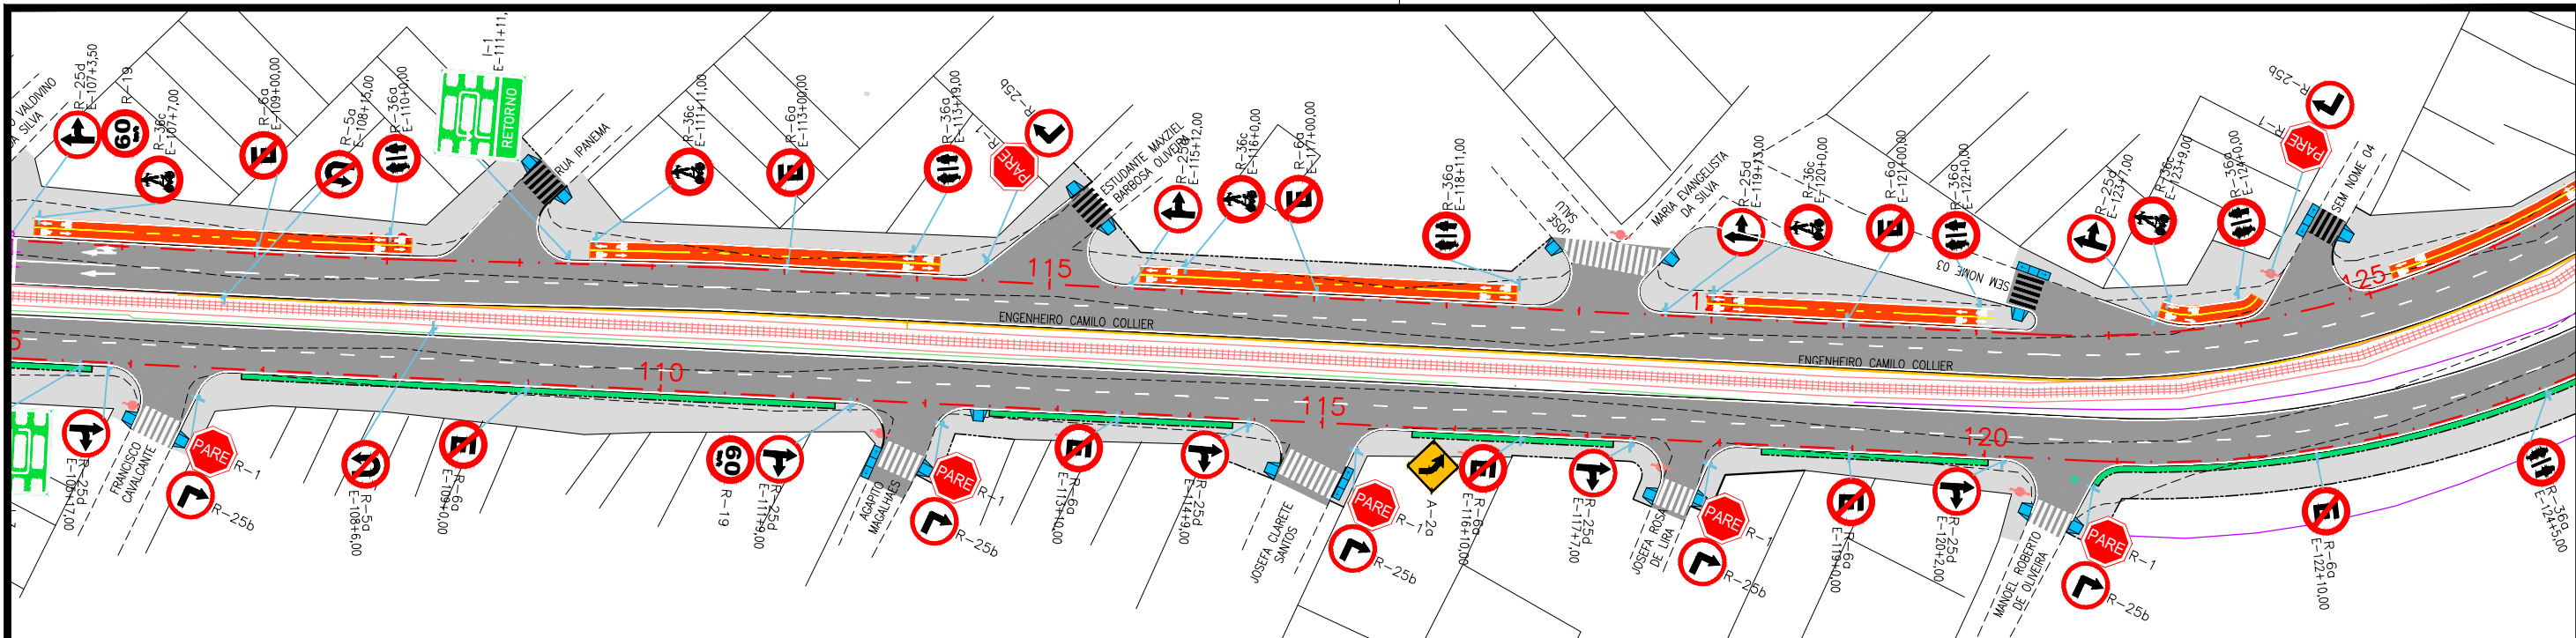 O VALDIVINO
DA SILVA
R-25d
E-107+3,50
R-19
60
R-36c
E-107+7,00
R-6a
E-109+00,00
E
R-5a
E-108+15,00
R-36a
E-110+0,00
I-1
E-111+11,
RETORNO
RUA IPANEMA
R-36c
E-111+11,00
R-6a
E-113+00,00
E
R-36a
E-113+19,00
R-1
PARE
R-25b
ESTUDANTE MAXZIEL
BARBOSA OLIVEIRA
R-25d
E-115+12,00
R-36c
E-116+0,00
R-6a
E-117+00,00
E
R-36a
E-118+11,00
JOSÉ
SALU
MARIA EVANGELISTA
DA SILVA
R-25d
E-119+13,00
R-36c
E-120+0,00
R-6a
E-121+00,00
E
R-36a
E-122+0,00
SEM NOME 03
R-25d
E-123+7,00
R-36c
E-123+9,00
R-36a
E-124+0,00
R-1
PARE
R-25b
SEM NOME 04
115
125
ENGENHEIRO CAMILO COLLIER
ENGENHEIRO CAMILO COLLIER
5
110
115
120
R-25d
E-106+7,00
FRANCISCO
CAVALCANTE
PARE
R-1
R-25b
R-5a
E-108+6,00
E
R-6a
E-109+0,00
60
R-19
R-25d
E-111+9,00
AGAPITO
MAGALHAES
PARE
R-1
R-25b
E
R-6a
E-113+10,00
R-25d
E-114+9,00
JOSEFA CLARETE
SANTOS
PARE
R-1
R-25b
A-2a
E
R-6a
E-116+10,00
R-25d
E-117+7,00
JOSEFA ROSA
DE LIRA
PARE
R-1
R-25b
E
R-6a
E-119+0,00
R-25d
E-120+2,00
MANOEL ROBERTO
DE OLIVEIRA
PARE
R-1
R-25b
E
R-6a
E-122+10,00
R-36a
E-124+5,00